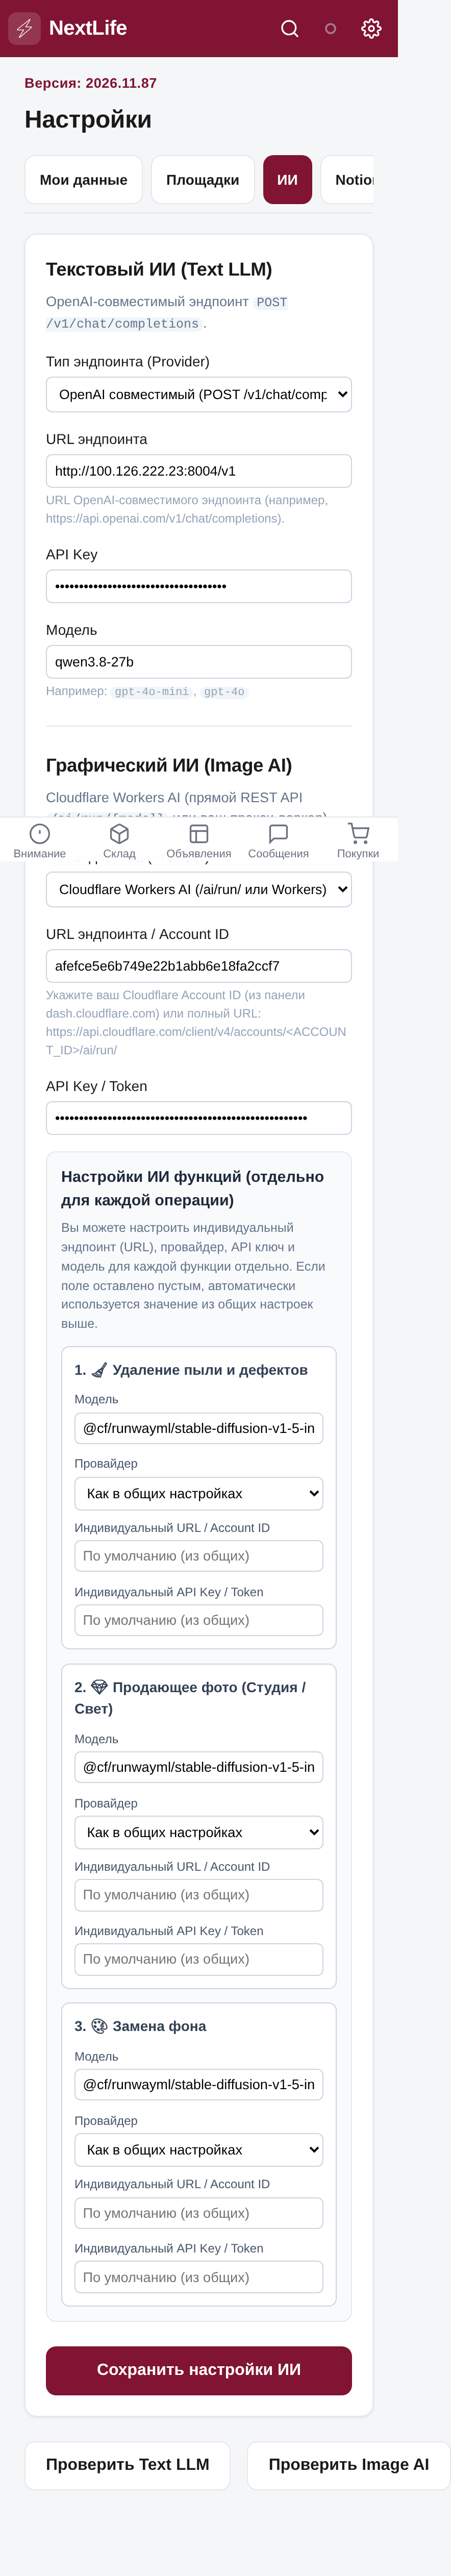 NextLife
Версия: 2026.11.87
Настройки
Мои данные
Площадки
ИИ
Notion
Текстовый ИИ (Text LLM)
OpenAI-совместимый эндпоинт POST
/v1/chat/completions.
Тип эндпоинта (Provider)
OpenAI совместимый (POST /v1/chat/comp
URL эндпоинта
http://100.126.222.23:8004/v1
URL OpenAI-совместимого эндпоинта (например,
https://api.openai.com/v1/chat/completions).
API Key
••••••••••••••••••••••••••••••••••••
Модель
qwen3.8-27b
Например: gpt-4o-mini, gpt-4o
Графический ИИ (Image AI)
Cloudflare Workers AI (прямой REST API
Внимание
Склад
Объявления
Сообщения
Покупки
Cloudflare Workers AI (/ai/run/ или Workers)
URL эндпоинта / Account ID
afefce5e6b749e22b1abb6e18fa2ccf7
Укажите ваш Cloudflare Account ID (из панели
dash.cloudflare.com) или полный URL:
https://api.cloudflare.com/client/v4/accounts/<ACCOUN
T_ID>/ai/run/
API Key / Token
•••••••••••••••••••••••••••••••••••••••••••••••••••••
Настройки ИИ функций (отдельно
для каждой операции)
Вы можете настроить индивидуальный
эндпоинт (URL), провайдер, API ключ и
модель для каждой функции отдельно. Если
поле оставлено пустым, автоматически
используется значение из общих настроек
выше.
1. 🧹 Удаление пыли и дефектов
Модель
@cf/runwayml/stable-diffusion-v1-5-in
Провайдер
Как в общих настройках
Индивидуальный URL / Account ID
По умолчанию (из общих)
Индивидуальный API Key / Token
По умолчанию (из общих)
2. 💎 Продающее фото (Студия /
Свет)
Модель
@cf/runwayml/stable-diffusion-v1-5-in
Провайдер
Как в общих настройках
Индивидуальный URL / Account ID
По умолчанию (из общих)
Индивидуальный API Key / Token
По умолчанию (из общих)
3. 🎨 Замена фона
Модель
@cf/runwayml/stable-diffusion-v1-5-in
Провайдер
Как в общих настройках
Индивидуальный URL / Account ID
По умолчанию (из общих)
Индивидуальный API Key / Token
По умолчанию (из общих)
Сохранить настройки ИИ
Проверить Text LLM
Проверить Image AI